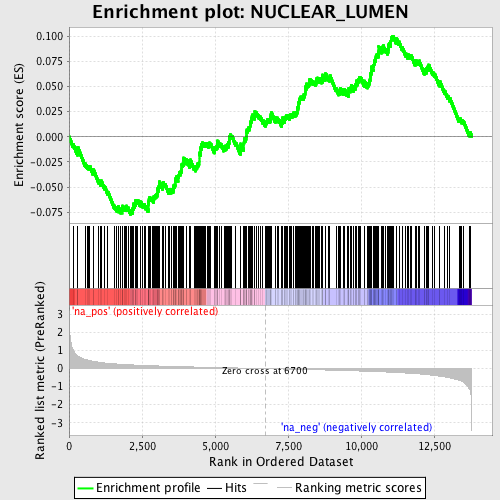 Enrichment plot: NUCLEAR_LUMEN
Enrichment score (ES)
0.100
0.075
0.050
0.025
0.000
-0.025
-0.050
-0.075
Ranked list metric (PreRanked)
'na_pos' (positively correlated)
3
2
1
0
-1
-2
-3
Zero cross at 6700
'na_neg' (negatively correlated)
0
2,500
5,000
7,500
10,000
12,500
Rank in Ordered Dataset
Enrichment profile
Hits
Ranking metric scores